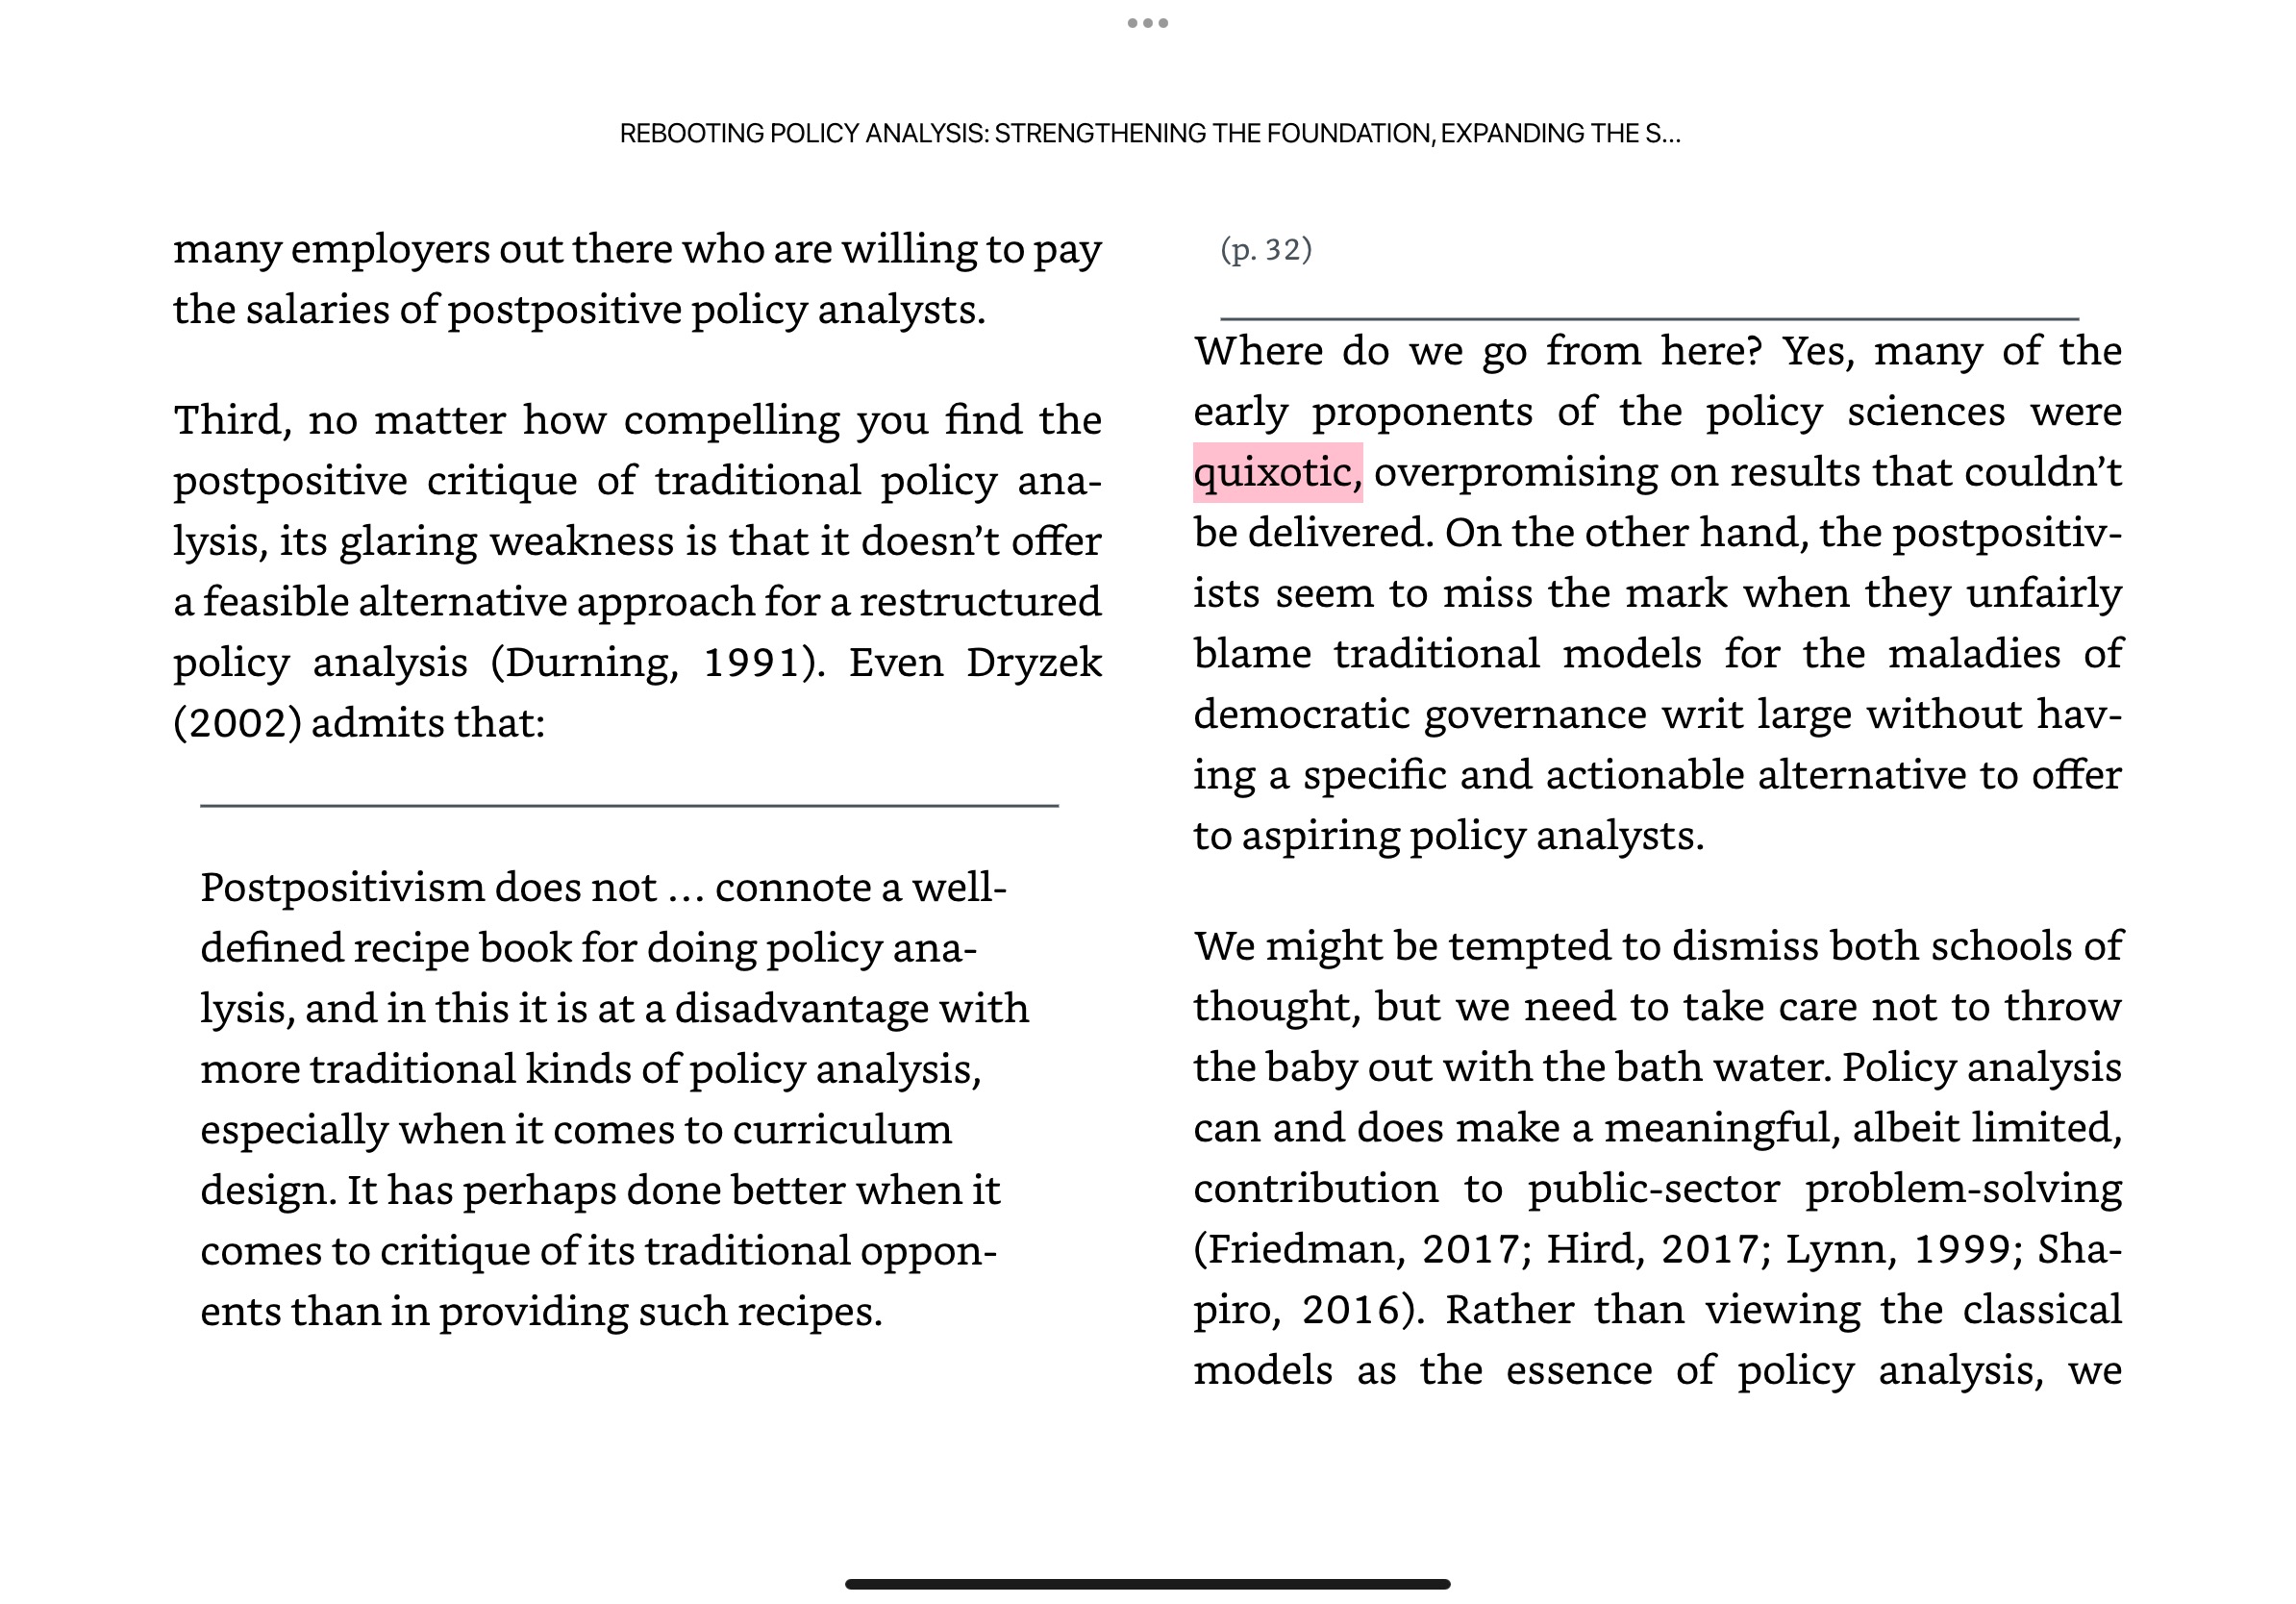 REBOOTING POLICY ANALYSIS: STRENGTHENING THE FOUNDATION, EXPANDING THE S...
many employers out there who are willing to pay
the salaries of postpositive policy analysts.
Third, no matter how compelling you find the
postpositive critique of traditional policy ana-
lysis, its glaring weakness is that it doesn’t offer
a feasible alternative approach for a restructured
policy analysis (Durning, 1991). Even Dryzek
(2002) admits that:
Postpositivism does not … connote a well-
defined recipe book for doing policy ana-
lysis, and in this it is at a disadvantage with
more traditional kinds of policy analysis,
especially when it comes to curriculum
design. It has perhaps done better when it
comes to critique of its traditional oppon-
ents than in providing such recipes.
(p. 32)
Where do we go from here? Yes, many of the
early proponents of the policy sciences were
quixotic, overpromising on results that couldn’t
be delivered. On the other hand, the postpositiv-
ists seem to miss the mark when they unfairly
blame traditional models for the maladies of
democratic governance writ large without hav-
ing a specific and actionable alternative to offer
to aspiring policy analysts.
We might be tempted to dismiss both schools of
thought, but we need to take care not to throw
the baby out with the bath water. Policy analysis
can and does make a meaningful, albeit limited,
contribution to public-sector problem-solving
(Friedman, 2017; Hird, 2017; Lynn, 1999; Sha-
piro, 2016). Rather than viewing the classical
models as the essence of policy analysis, we